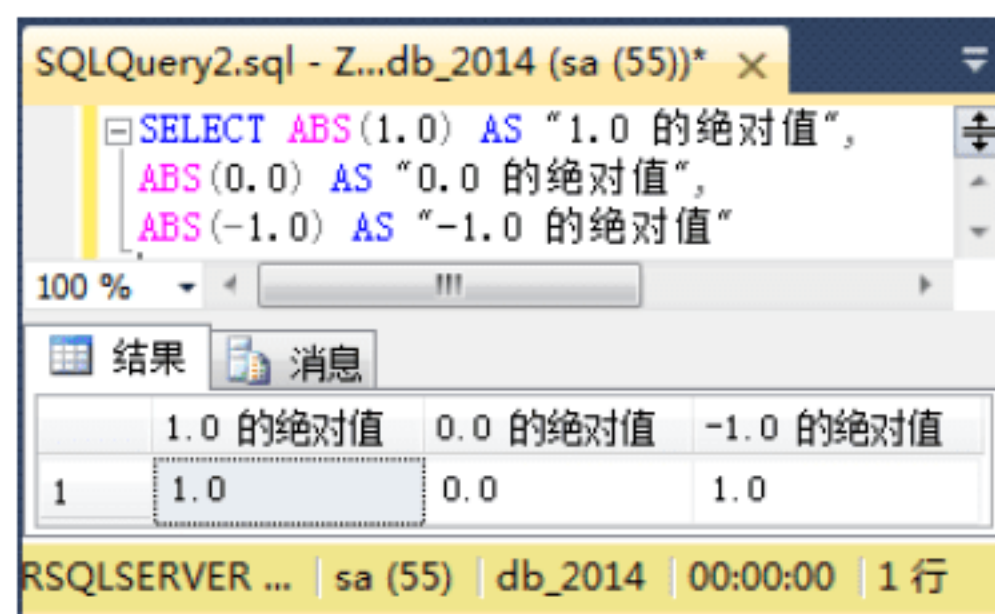 SQLQuery2.sql - Z...db_2014 (sa (55))*
SELECT ABS(1.0) AS "1.0 的绝对值",
ABS(0.0) AS "0.0 的绝对值",
ABS(-1.0) AS "-1.0 的绝对值"
100 %
结果 消息
1.0 的绝对值 0.0 的绝对值 -1.0 的绝对值
1 1.0 0.0 1.0
RSQLSERVER ... sa (55) db_2014 00:00:00 1 行